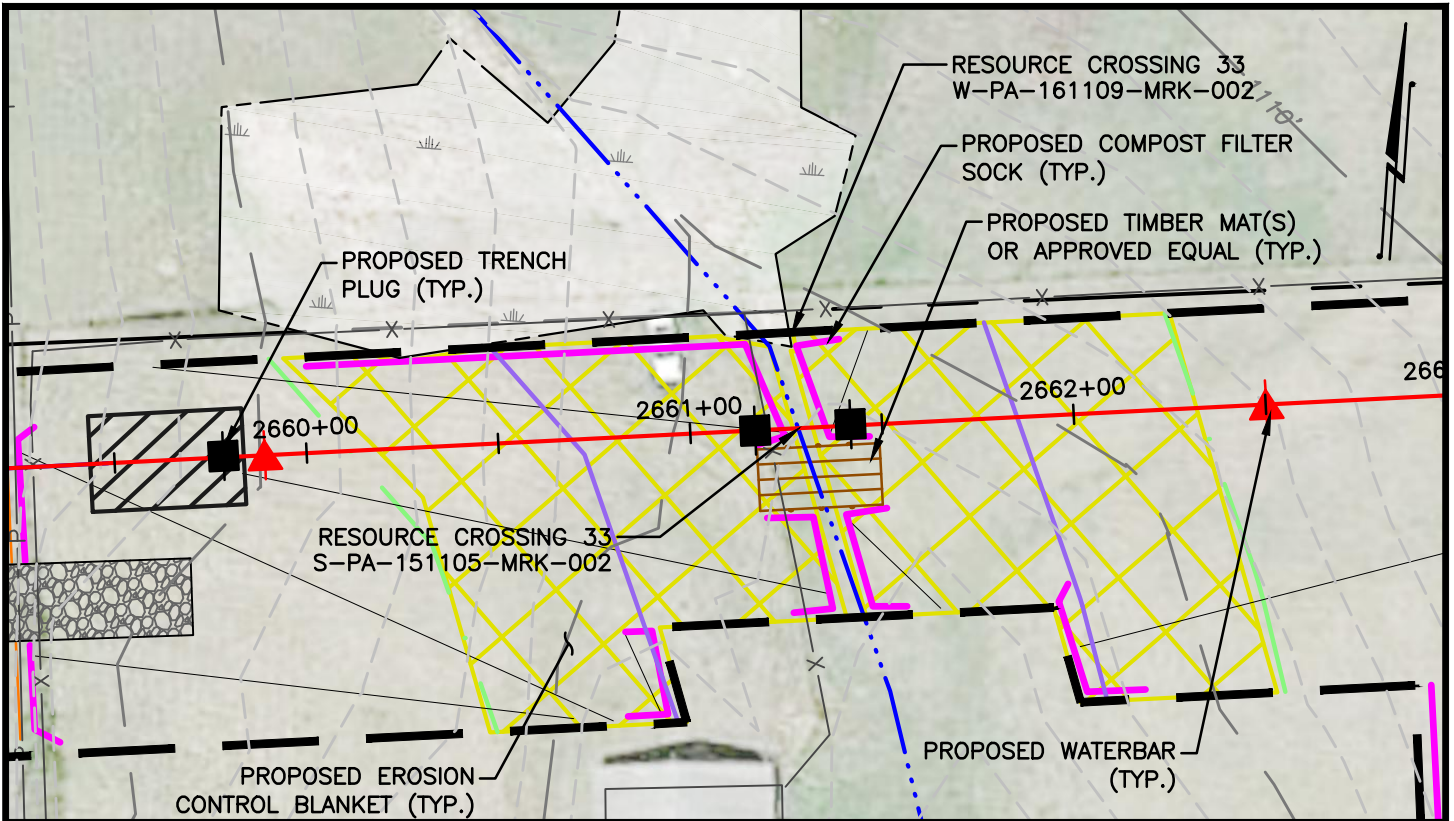 RESOURCE CROSSING 33
W-PA-161109-MRK-002
110'
PROPOSED COMPOST FILTER
SOCK (TYP.)
PROPOSED TIMBER MAT(S)
OR APPROVED EQUAL (TYP.)
PROPOSED TRENCH
PLUG (TYP.)
2660+00
2661+00
2662+00
266
RESOURCE CROSSING 33
S-PA-151105-MRK-002
PROPOSED EROSION
CONTROL BLANKET (TYP.)
PROPOSED WATERBAR
(TYP.)